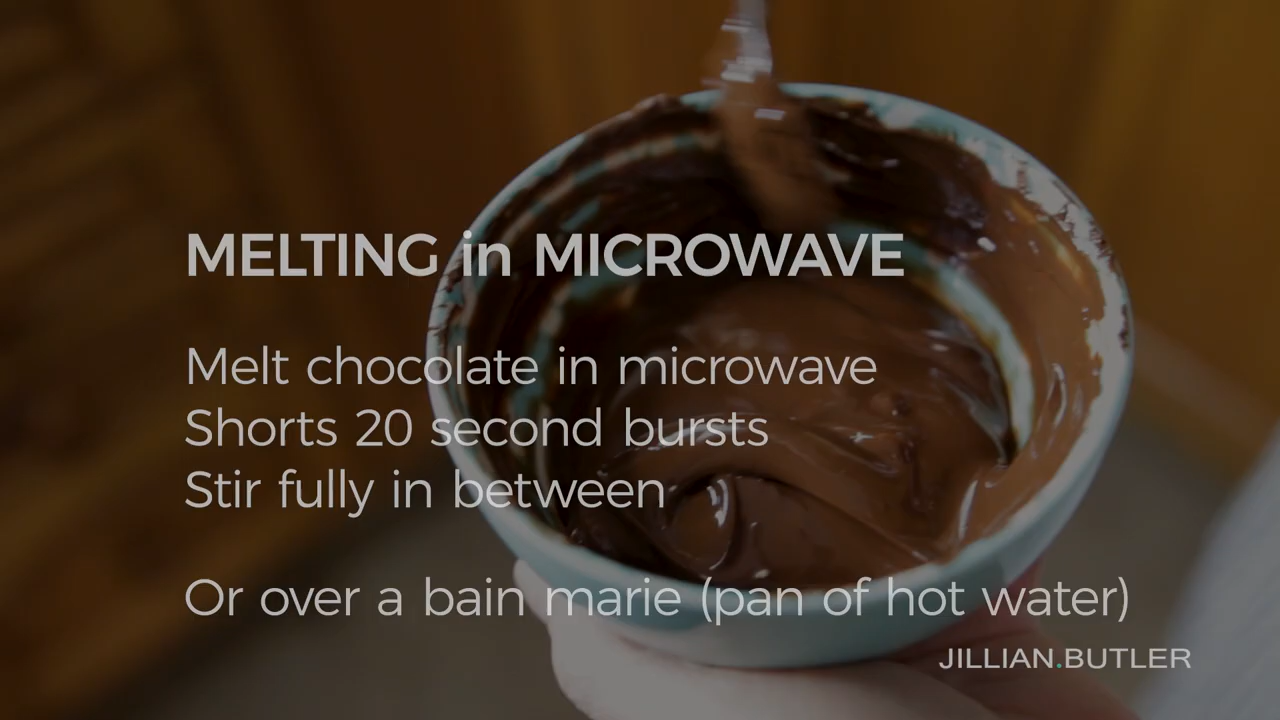 MELTING in MICROWAVE
Melt chocolate in microwave
Shorts 20 second bursts
Stir fully in between
Or over a bain marie (pan of hot water)
JILLIAN.BUTLER